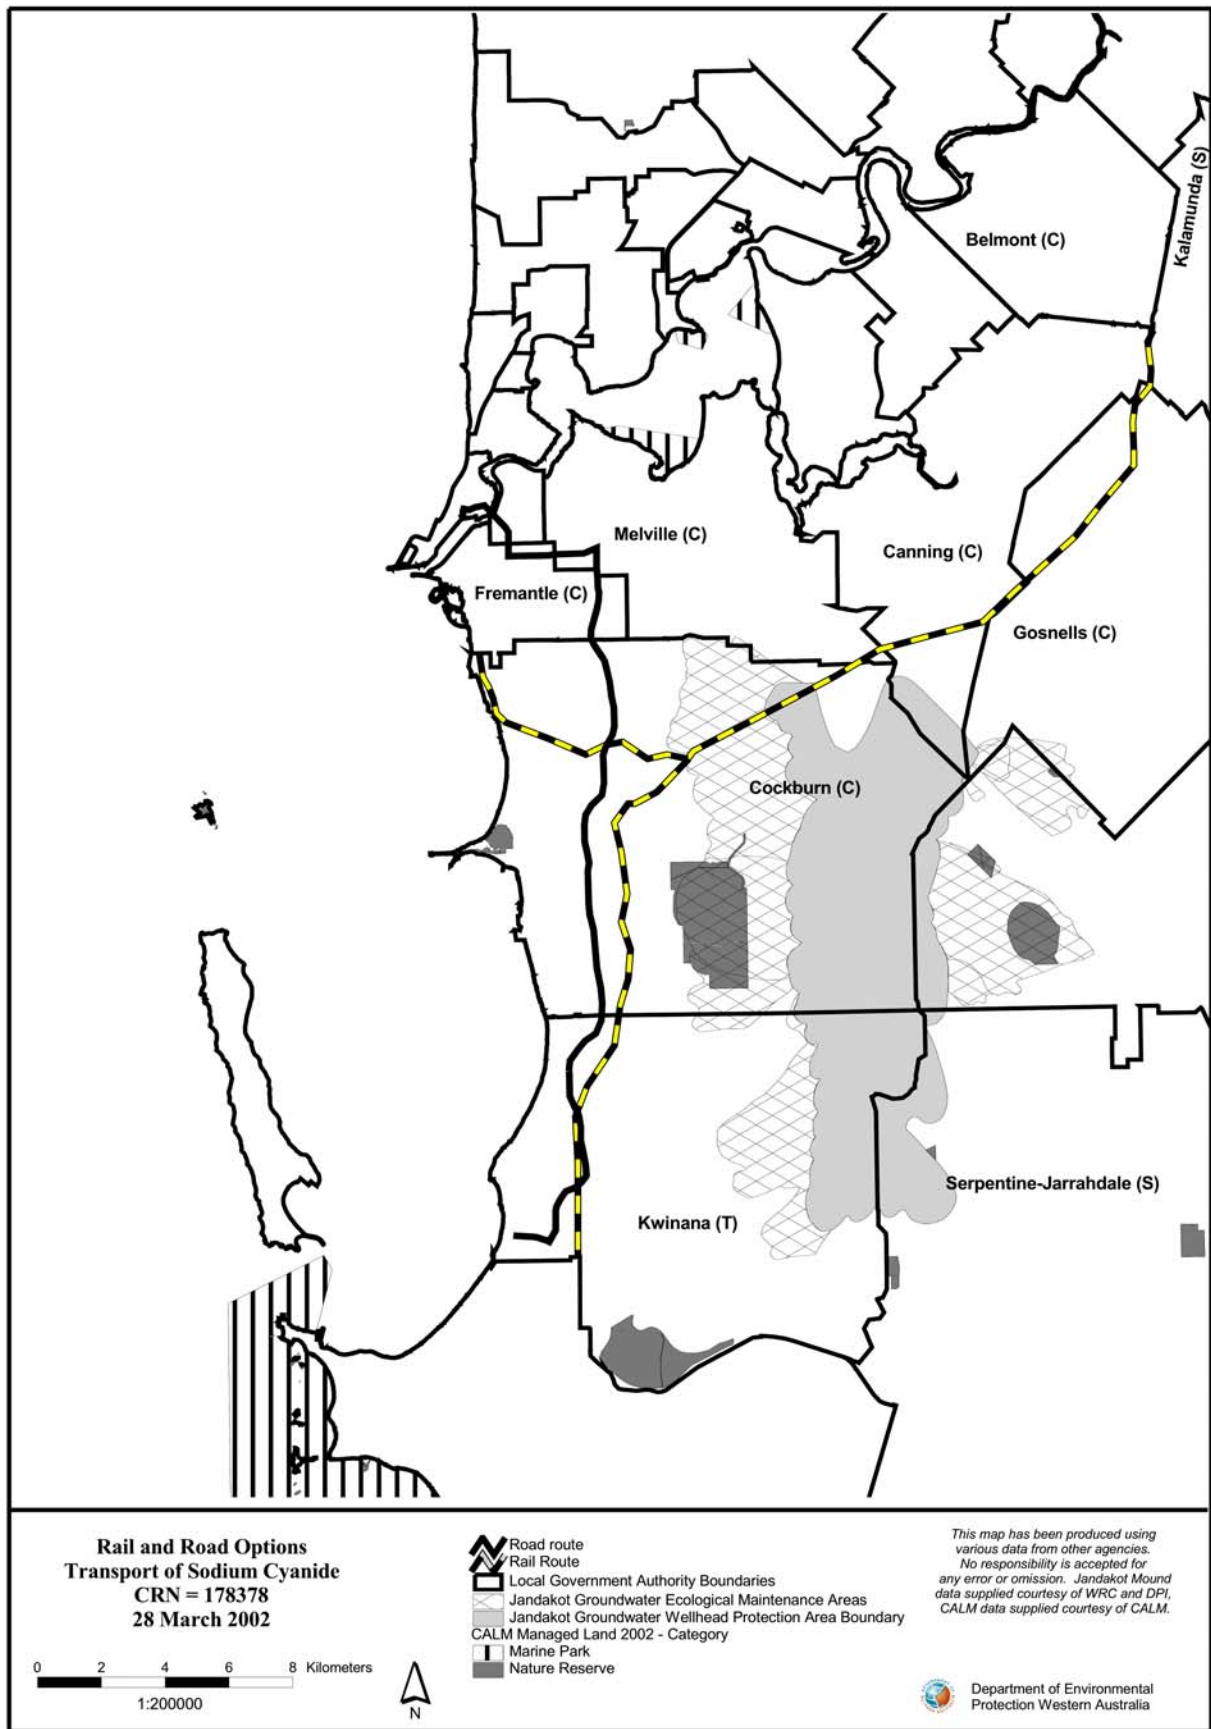 Kalamunda (S)
Belmont (C)
Melville (C)
Canning (C)
Fremantle (C)
Gosnells (C)
Cockburn (C)
Serpentine-Jarrahdale (S)
Kwinana (T)
Rail and Road Options
Transport of Sodium Cyanide
CRN = 178378
28 March 2002
0 2 4 6 8 Kilometers
1:200000
N
Road route
Rail Route
Local Government Authority Boundaries
Jandakot Groundwater Ecological Maintenance Areas
Jandakot Groundwater Wellhead Protection Area Boundary
CALM Managed Land 2002 - Category
Marine Park
Nature Reserve
This map has been produced using
various data from other agencies.
No responsibility is accepted for
any error or omission. Jandakot Mound
data supplied courtesy of WRC and DPI,
CALM data supplied courtesy of CALM.
Department of Environmental
Protection Western Australia